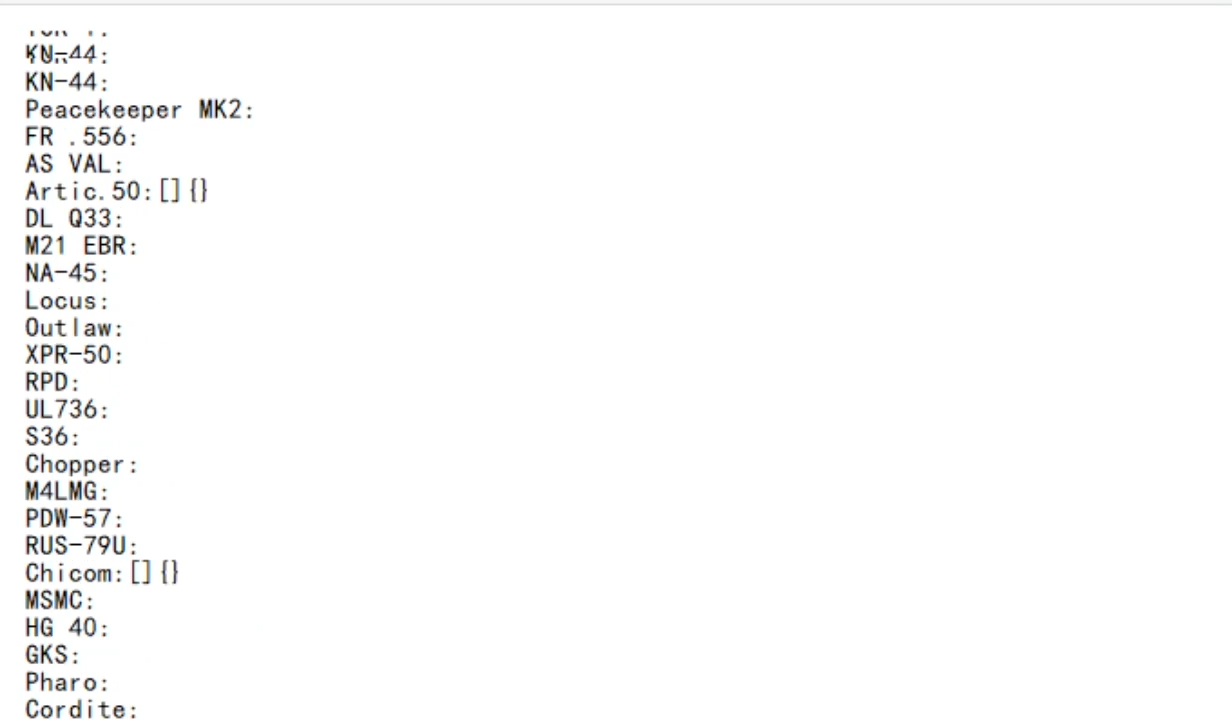 KN-44:
KN-44:
Peacekeeper MK2:
FR .556:
AS VAL:
Artic.50:[]{}
DL Q33:
M21 EBR:
NA-45:
Locus:
Outlaw:
XPR-50:
RPD:
UL736:
S36:
Chopper:
M4LMG:
PDW-57:
RUS-79U:
Chicom:[]{}
MSMC:
HG 40:
GKS:
Pharo:
Cordite: